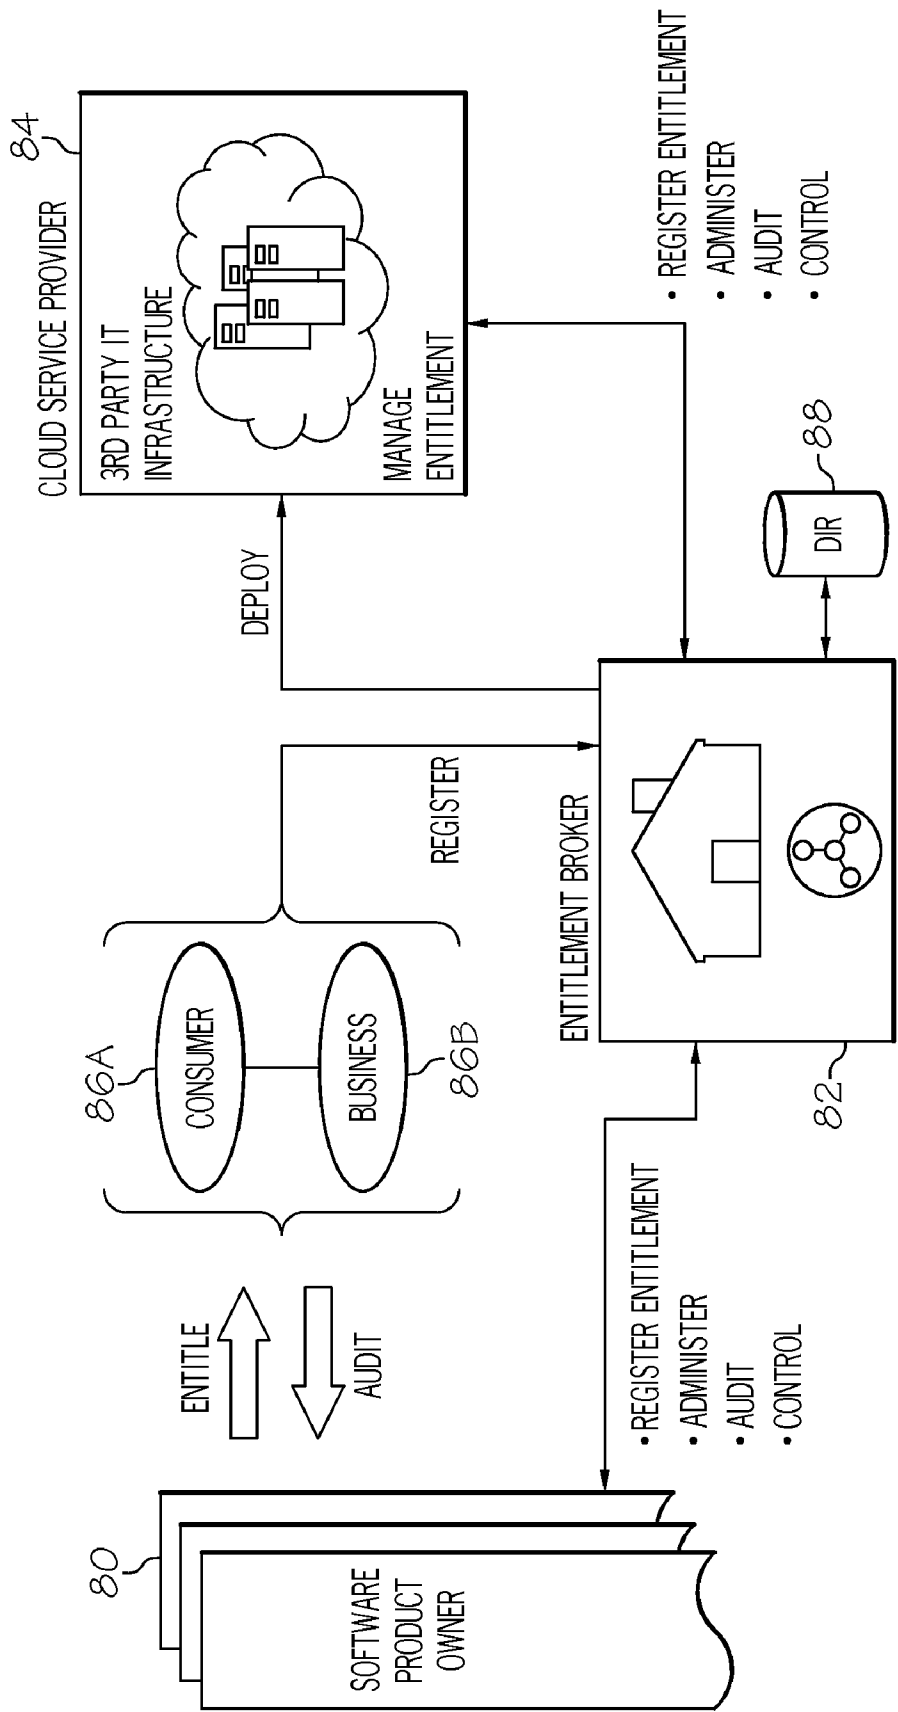 80
SOFTWARE
PRODUCT
OWNER
ENTITLE
AUDIT
86A
CONSUMER
BUSINESS
86B
REGISTER
DEPLOY
CLOUD SERVICE PROVIDER
84
3RD PARTY IT
INFRASTRUCTURE
MANAGE
ENTITLEMENT
• REGISTER ENTITLEMENT
• ADMINISTER
• AUDIT
• CONTROL
ENTITLEMENT BROKER
82
DIR
88
• REGISTER ENTITLEMENT
• ADMINISTER
• AUDIT
• CONTROL